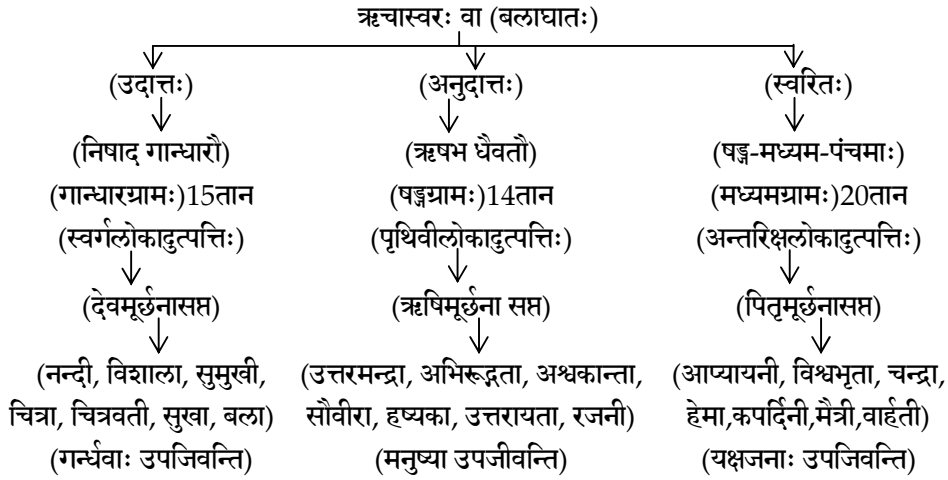 ऋचास्वरः वा (बलाघातः)
(उदात्तः) (अनुदात्तः) (स्वरितः)
(निषाद गान्धारौ) (ऋषभ धैवतौ) (षड्ज-मध्यम-पंचमाः)
(गान्धारग्रामः)15तान (षड्जग्रामः)14तान (मध्यमग्रामः)20तान
(स्वर्गलोकादुत्पत्तिः) (पृथिवीलोकादुत्पत्तिः) (अन्तरिक्षलोकादुत्पत्तिः)
(देवमूर्छनासप्त) (ऋषिमूर्छना सप्त) (पितृमूर्छनासप्त)
(नन्दी, विशाला, सुमुखी, (उत्तरमन्द्रा, अभिरूद्गता, अश्वकान्ता, (आप्यायनी, विश्वभृता, चन्द्रा,
चित्रा, चित्रवती, सुखा, बला) सौवीरा, हृष्यका, उत्तरायता, रजनी) हेमा,कपर्दिनी,मैत्री,वार्हती)
(गर्न्धवाः उपजिवन्ति) (मनुष्या उपजीवन्ति) (यक्षजनाः उपजिवन्ति)